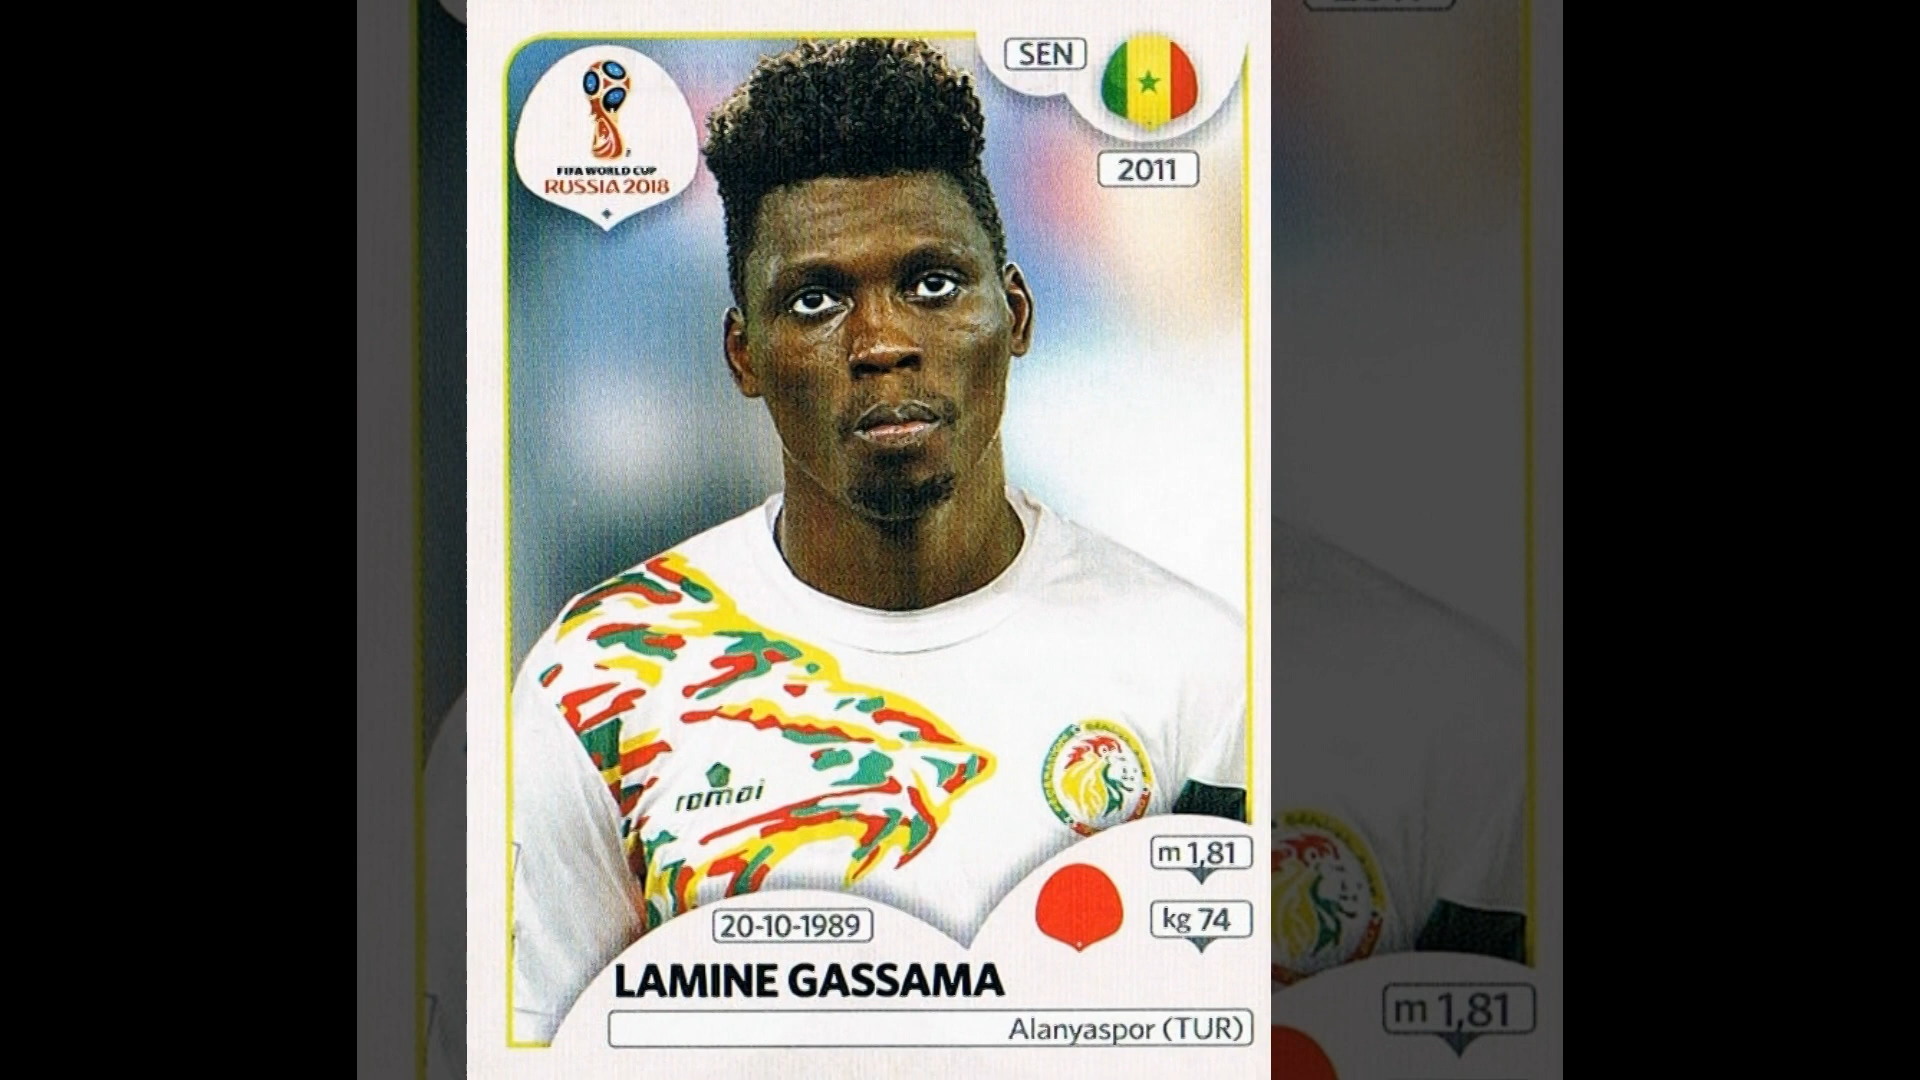 SEN
FIFA WORLD CUP
RUSSIA 2018
2011
romai
m 1,81
kg 74
20-10-1989
LAMINE GASSAMA
Alanyaspor (TUR)
m 1,81